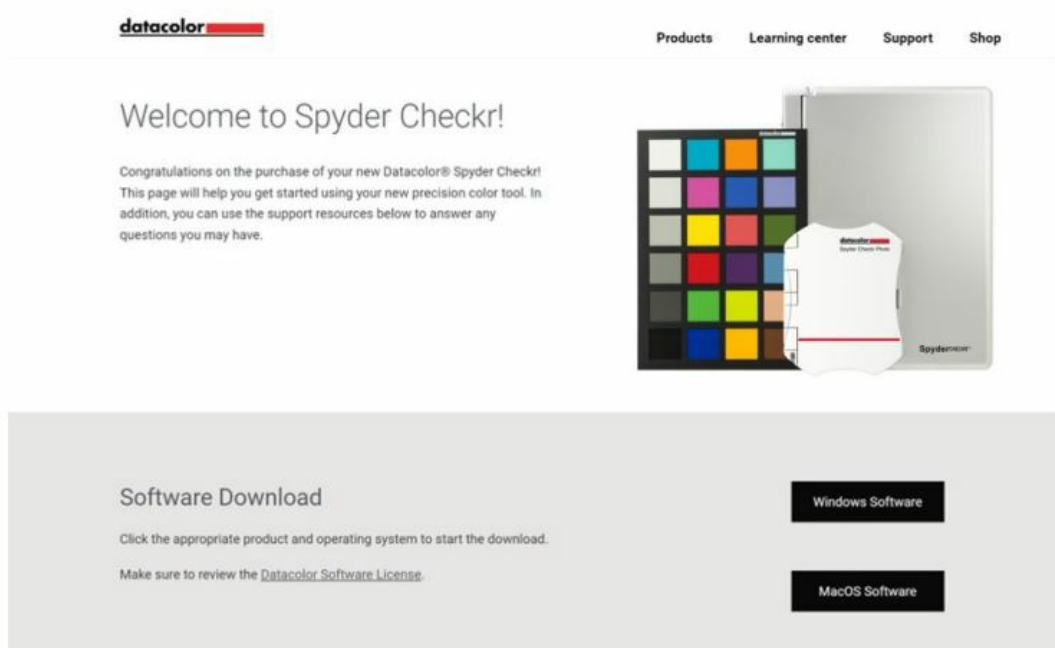 datacolor
Products Learning center Support Shop
Welcome to Spyder Checkr!
Congratulations on the purchase of your new Datacolor® Spyder Checkr!
This page will help you get started using your new precision color tool. In
addition, you can use the support resources below to answer any
questions you may have.
datacolor
datacolor
Spyder Checkr Photo
SpyderCHECKR
Software Download
Click the appropriate product and operating system to start the download.
Make sure to review the Datacolor Software License.
Windows Software
MacOS Software